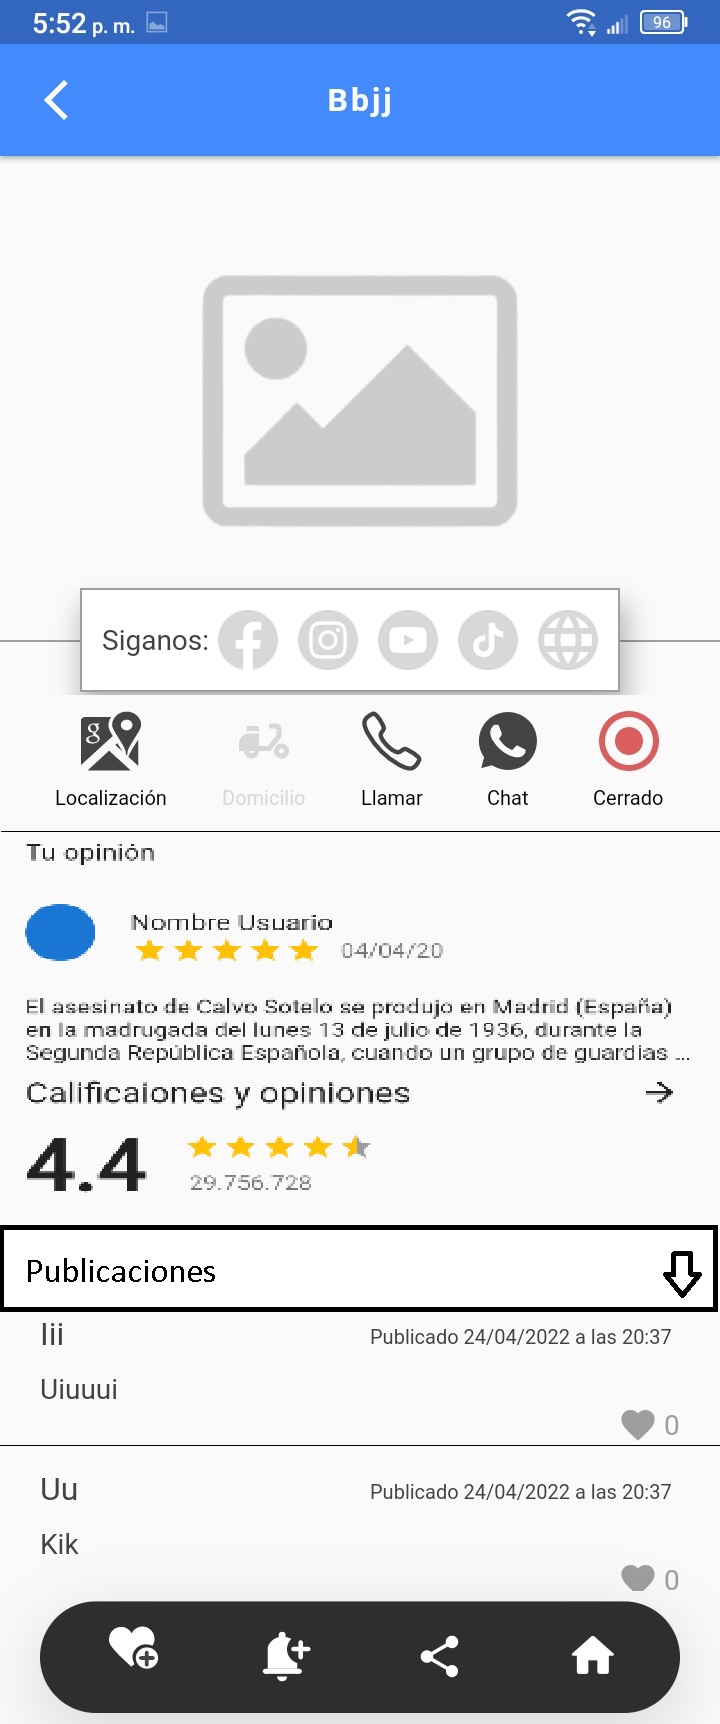 5:52 p. m.
96
Bbjj
Siganos:
g
Localización
Domicilio
Llamar
Chat
Cerrado
Tu opinión
Nombre Usuario
04/04/20
El asesinato de Calvo Sotelo se produjo en Madrid (España)
en la madrugada del lunes 13 de julio de 1936, durante la
Segunda República Española, cuando un grupo de guardias ...
Calificaiones y opiniones
4.4
29.756.728
Publicaciones
Iii
Publicado 24/04/2022 a las 20:37
Uiuuui
0
Uu
Publicado 24/04/2022 a las 20:37
Kik
0